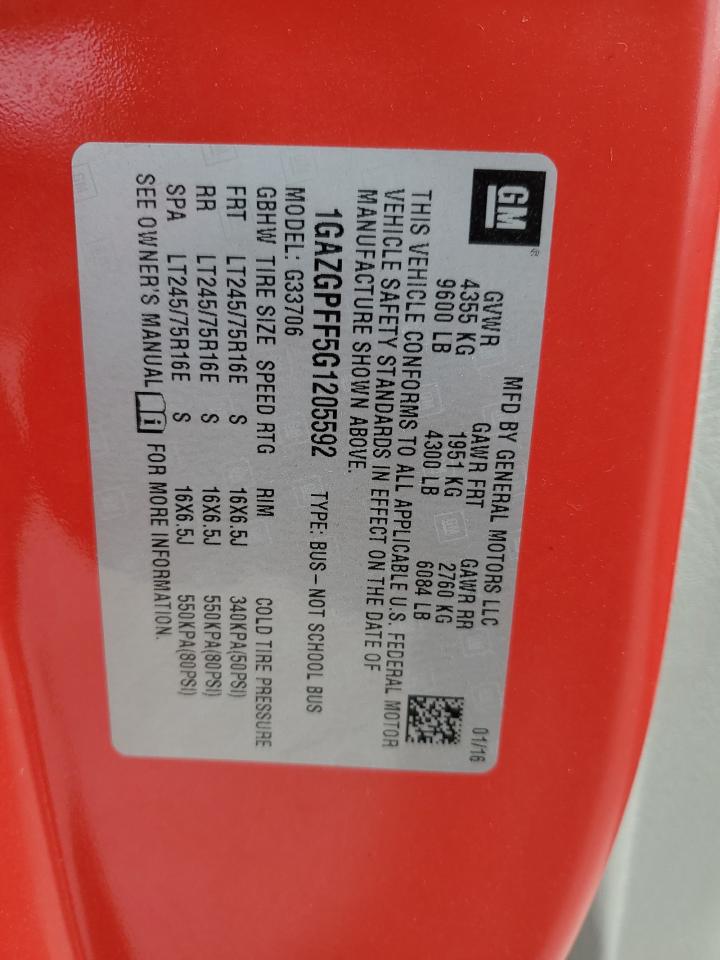 GM ®
MFD BY GENERAL MOTORS LLC 01/16
GVWR GAWR FRT GAWR RR
4355 KG 1951 KG 2760 KG
9600 LB 4300 LB 6084 LB
THIS VEHICLE CONFORMS TO ALL APPLICABLE U.S. FEDERAL MOTOR
VEHICLE SAFETY STANDARDS IN EFFECT ON THE DATE OF
MANUFACTURE SHOWN ABOVE.
1GAZGPFF5G1205592 TYPE: BUS – NOT SCHOOL BUS
MODEL: G33706
GBHW TIRE SIZE SPEED RTG RIM COLD TIRE PRESSURE
FRT LT245/75R16E S 16X6.5J 340KPA(50PSI)
RR LT245/75R16E S 16X6.5J 550KPA(80PSI)
SPA LT245/75R16E S 16X6.5J 550KPA(80PSI)
SEE OWNER'S MANUAL i FOR MORE INFORMATION.